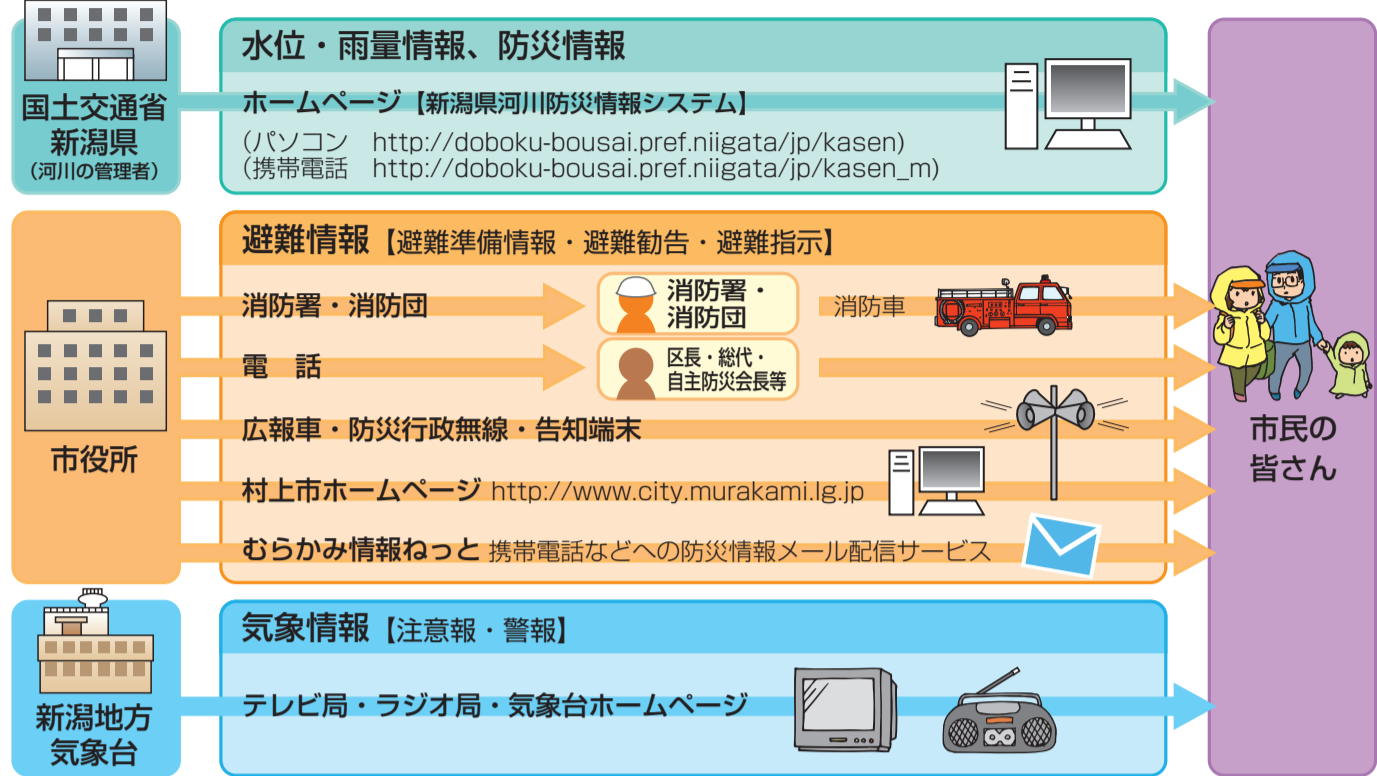 国土交通省
新潟県
（河川の管理者）
水位・雨量情報、防災情報
ホームページ【新潟県河川防災情報システム】
（パソコン　http://doboku-bousai.pref.niigata/jp/kasen）
（携帯電話　http://doboku-bousai.pref.niigata/jp/kasen_m）
市役所
避難情報【避難準備情報・避難勧告・避難指示】
消防署・消防団
消防署・
消防団
消防車
電　話
区長・総代・
自主防災会長等
広報車・防災行政無線・告知端末
村上市ホームページ http://www.city.murakami.lg.jp
むらかみ情報ねっと 携帯電話などへの防災情報メール配信サービス
新潟地方
気象台
気象情報【注意報・警報】
テレビ局・ラジオ局・気象台ホームページ
市民の
皆さん